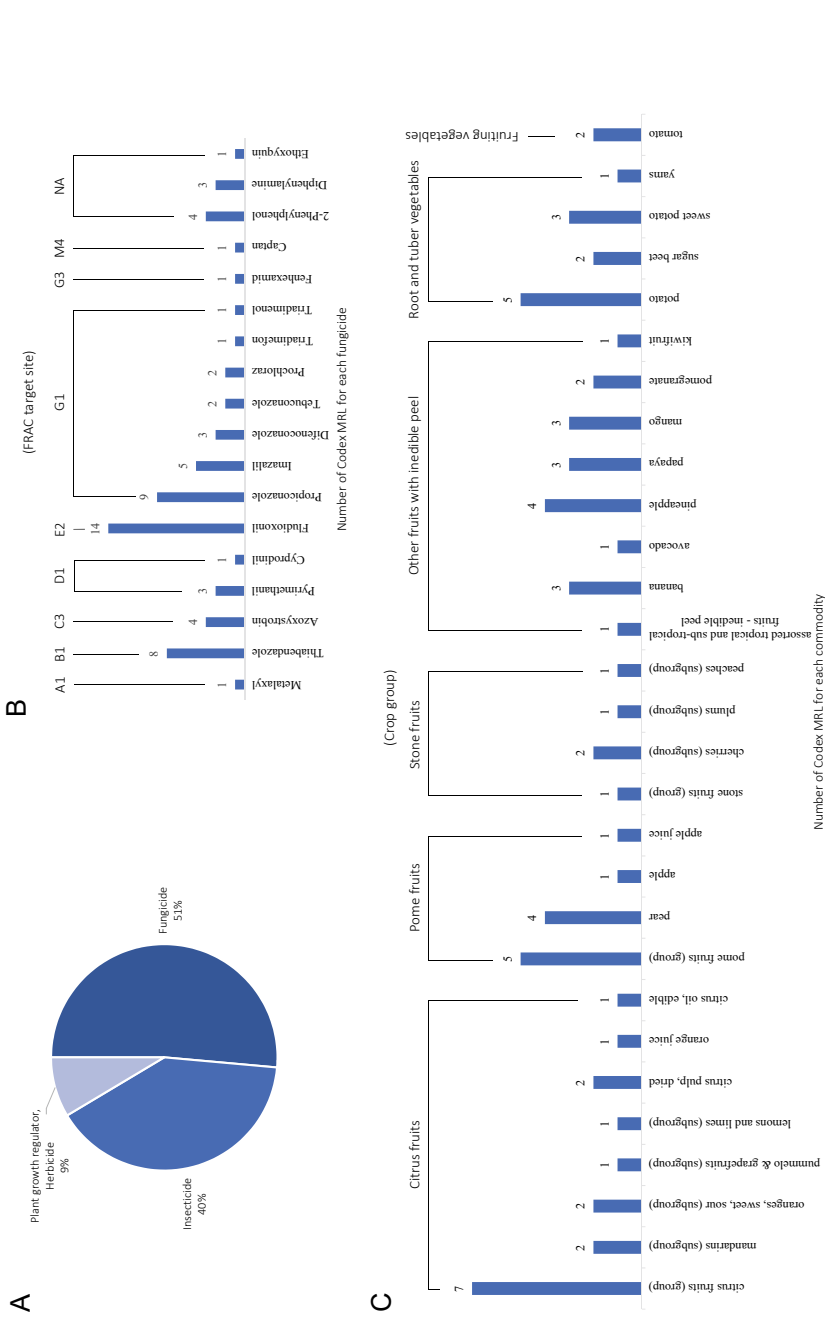 A
Plant growth regulator,
Herbicide
9%
Fungicide
51%
Insecticide
40%
B
(FRAC target site)
A1
B1
C3
D1
E2
G1
G3
M4
NA
1
8
4
3
1
14
9
5
3
2
2
1
1
1
1
4
3
1
Metalaxyl
Thiabendazole
Azoxystrobin
Pyrimethanil
Cyprodinil
Fludioxonil
Propiconazole
Imazalil
Difenoconazole
Tebuconazole
Prochloraz
Triadimefon
Triadimenol
Fenhexamid
Captan
2-Phenylphenol
Diphenylamine
Ethoxyquin
Number of Codex MRL for each fungicide
C
(Crop group)
Citrus fruits
Pome fruits
Stone fruits
Other fruits with inedible peel
Root and tuber vegetables
Fruiting vegetables
7
2
2
1
1
2
1
1
5
4
1
1
1
2
1
1
1
3
1
4
3
3
2
1
5
2
3
1
2
citrus fruits (group)
mandarins (subgroup)
oranges, sweet, sour (subgroup)
pummelo & grapefruits (subgroup)
lemons and limes (subgroup)
citrus pulp, dried
orange juice
citrus oil, edible
pome fruits (group)
pear
apple
apple juice
stone fruits (group)
cherries (subgroup)
plums (subgroup)
peaches (subgroup)
assorted tropical and sub-tropical
fruits - inedible peel
banana
avocado
pineapple
papaya
mango
pomegranate
kiwifruit
potato
sugar beet
sweet potato
yams
tomato
Number of Codex MRL for each commodity